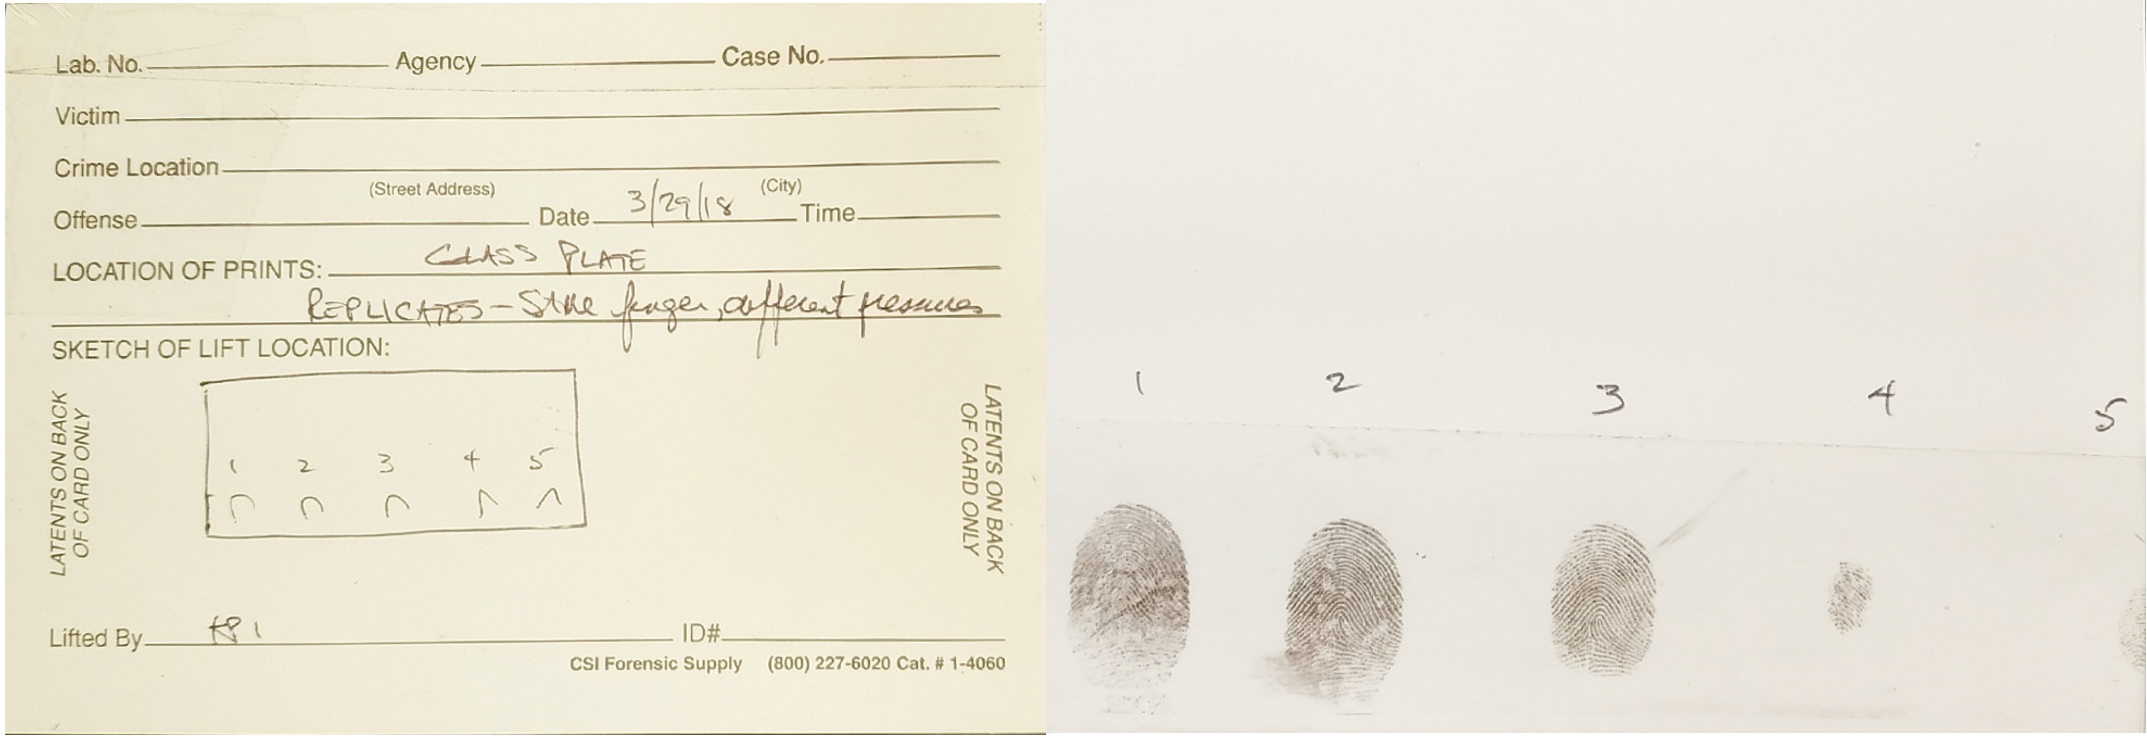 Lab. No. Agency Case No.
Victim
Crime Location
(Street Address) (City)
Offense Date 3/29/18 Time
LOCATION OF PRINTS: GLASS PLATE
REPLICATES - Same finger, different pressures
SKETCH OF LIFT LOCATION:
LATENTS ON BACK
OF CARD ONLY
1 2 3 4 5
LATENTS ON BACK
OF CARD ONLY
Lifted By ID#
CSI Forensic Supply (800) 227-6020 Cat. # 1-4060
1 2 3 4 5